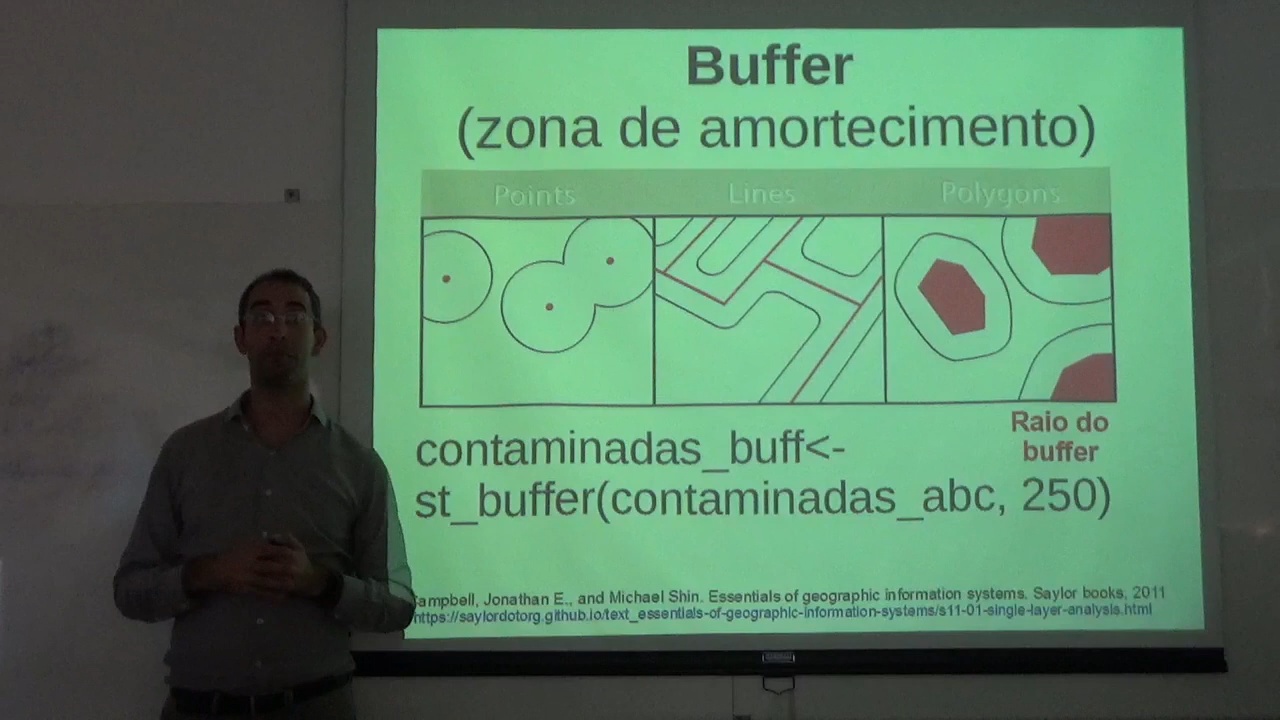 Buffer
(zona de amortecimento)
Points Lines Polygons
Raio do
buffer
contaminadas_buff<-
st_buffer(contaminadas_abc, 250)
Campbell, Jonathan E., and Michael Shin. Essentials of geographic information systems. Saylor books, 2011
https://saylordotorg.github.io/text_essentials-of-geographic-information-systems/s11-01-single-layer-analysis.html